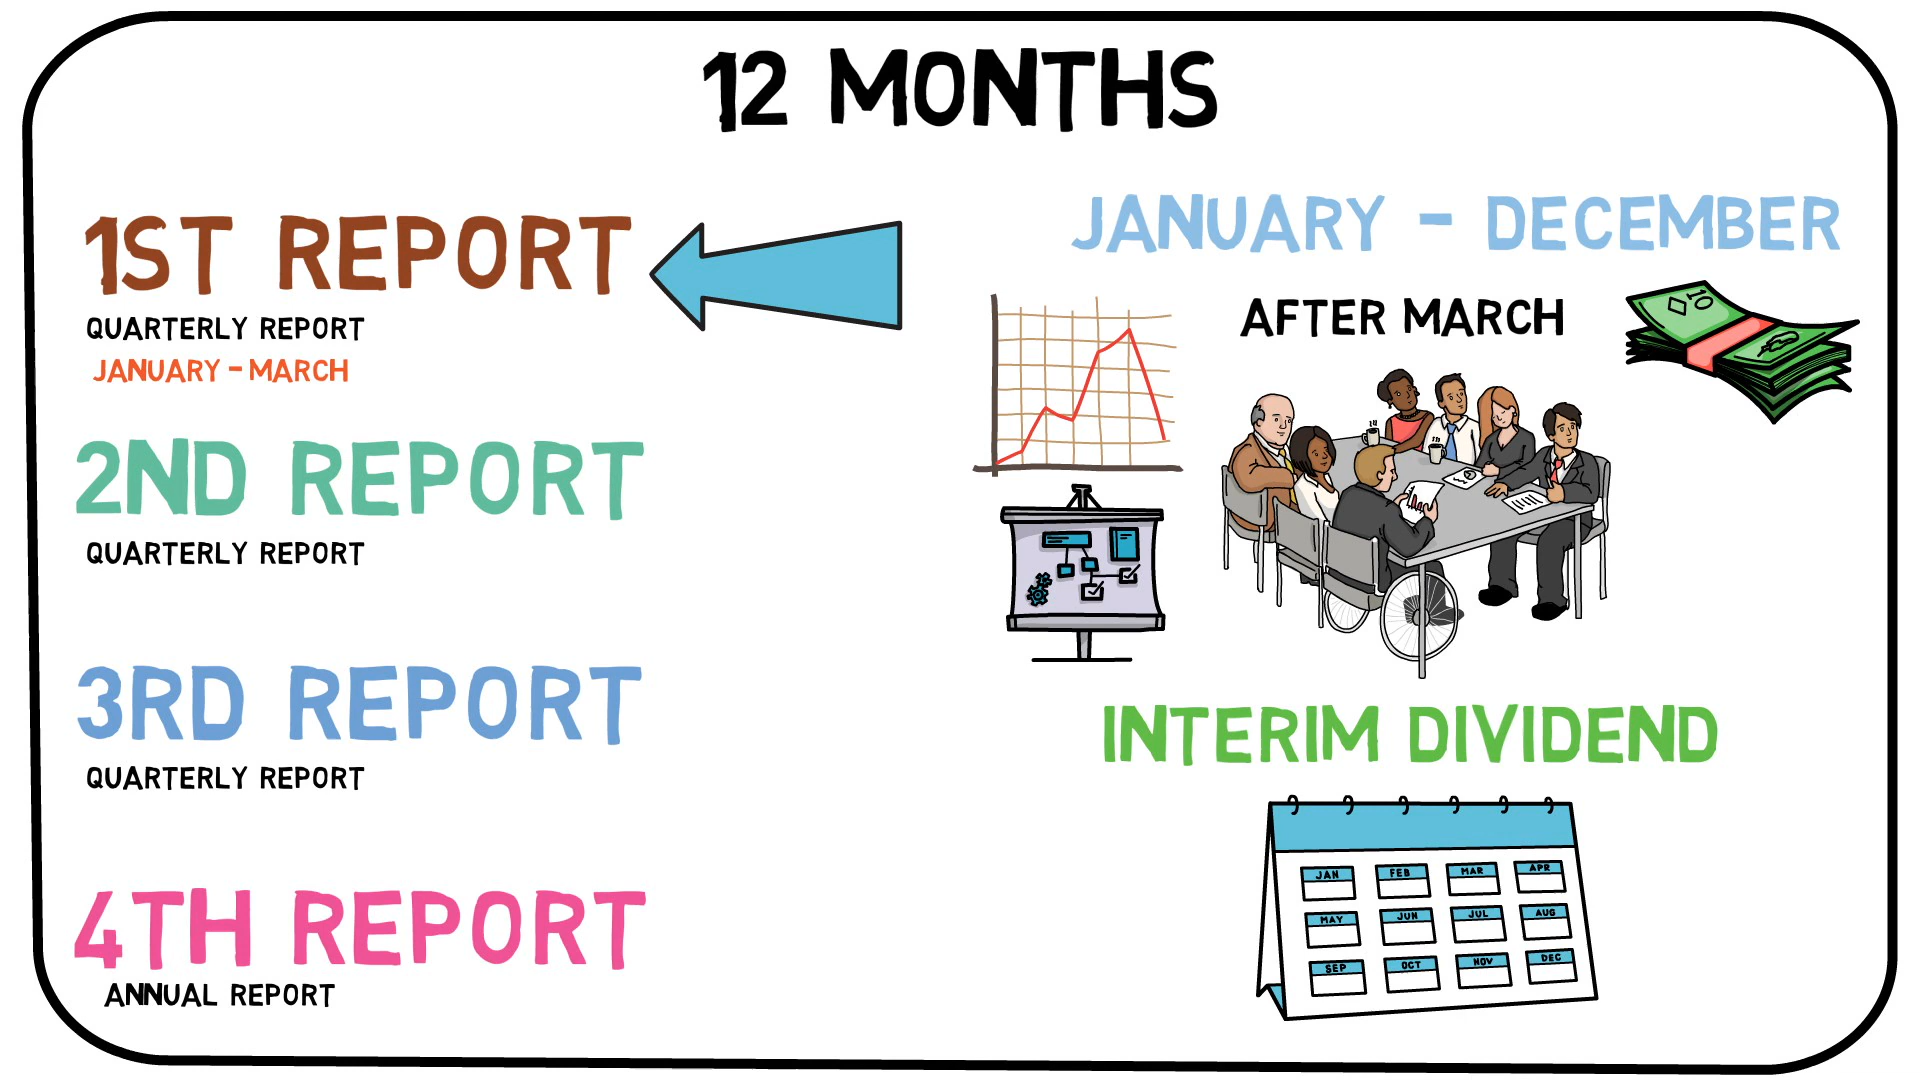 12 MONTHS
1ST REPORT
QUARTERLY REPORT
JANUARY - MARCH
2ND REPORT
QUARTERLY REPORT
3RD REPORT
QUARTERLY REPORT
4TH REPORT
ANNUAL REPORT
JANUARY - DECEMBER
AFTER MARCH
10
INTERIM DIVIDEND
JAN FEB MAR APR
MAY JUN JUL AUG
SEP OCT NOV DEC